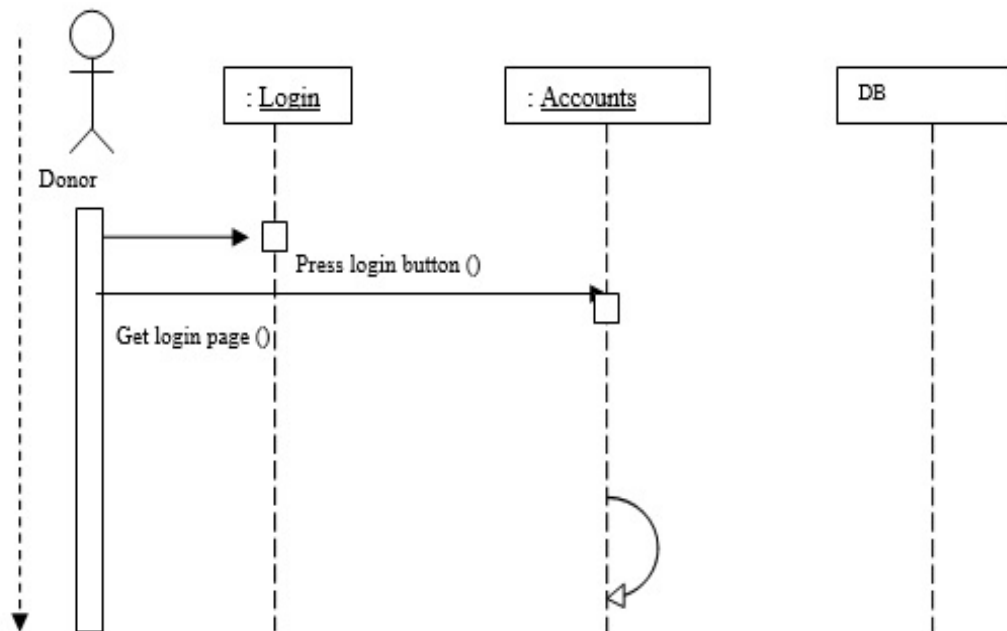 : Login
: Accounts
DB
Donor
Press login button ()
Get login page ()